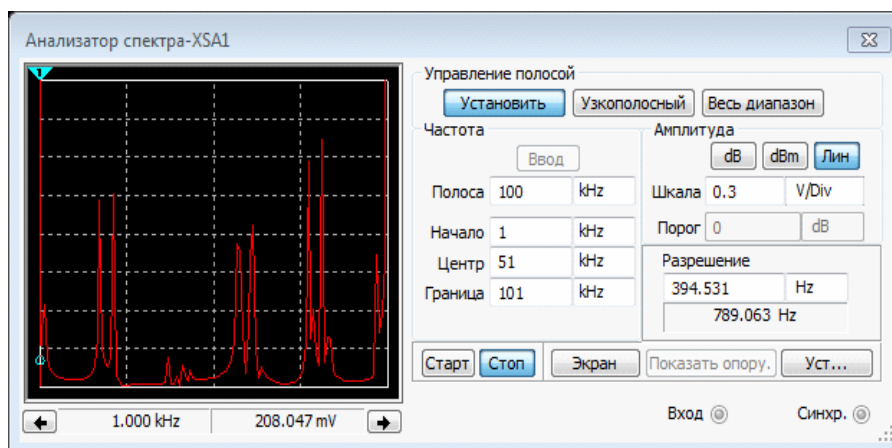 Анализатор спектра-XSA1
1
Управление полосой
Установить Узкополосный Весь диапазон
Частота Амплитуда
Ввод dB dBm Лин
Полоса 100 kHz Шкала 0.3 V/Div
Начало 1 kHz Порог 0 dB
Центр 51 kHz Разрешение
Граница 101 kHz 394.531 Hz
789.063 Hz
Старт Стоп Экран Показать опору. Уст...
1.000 kHz 208.047 mV Вход Синхр.